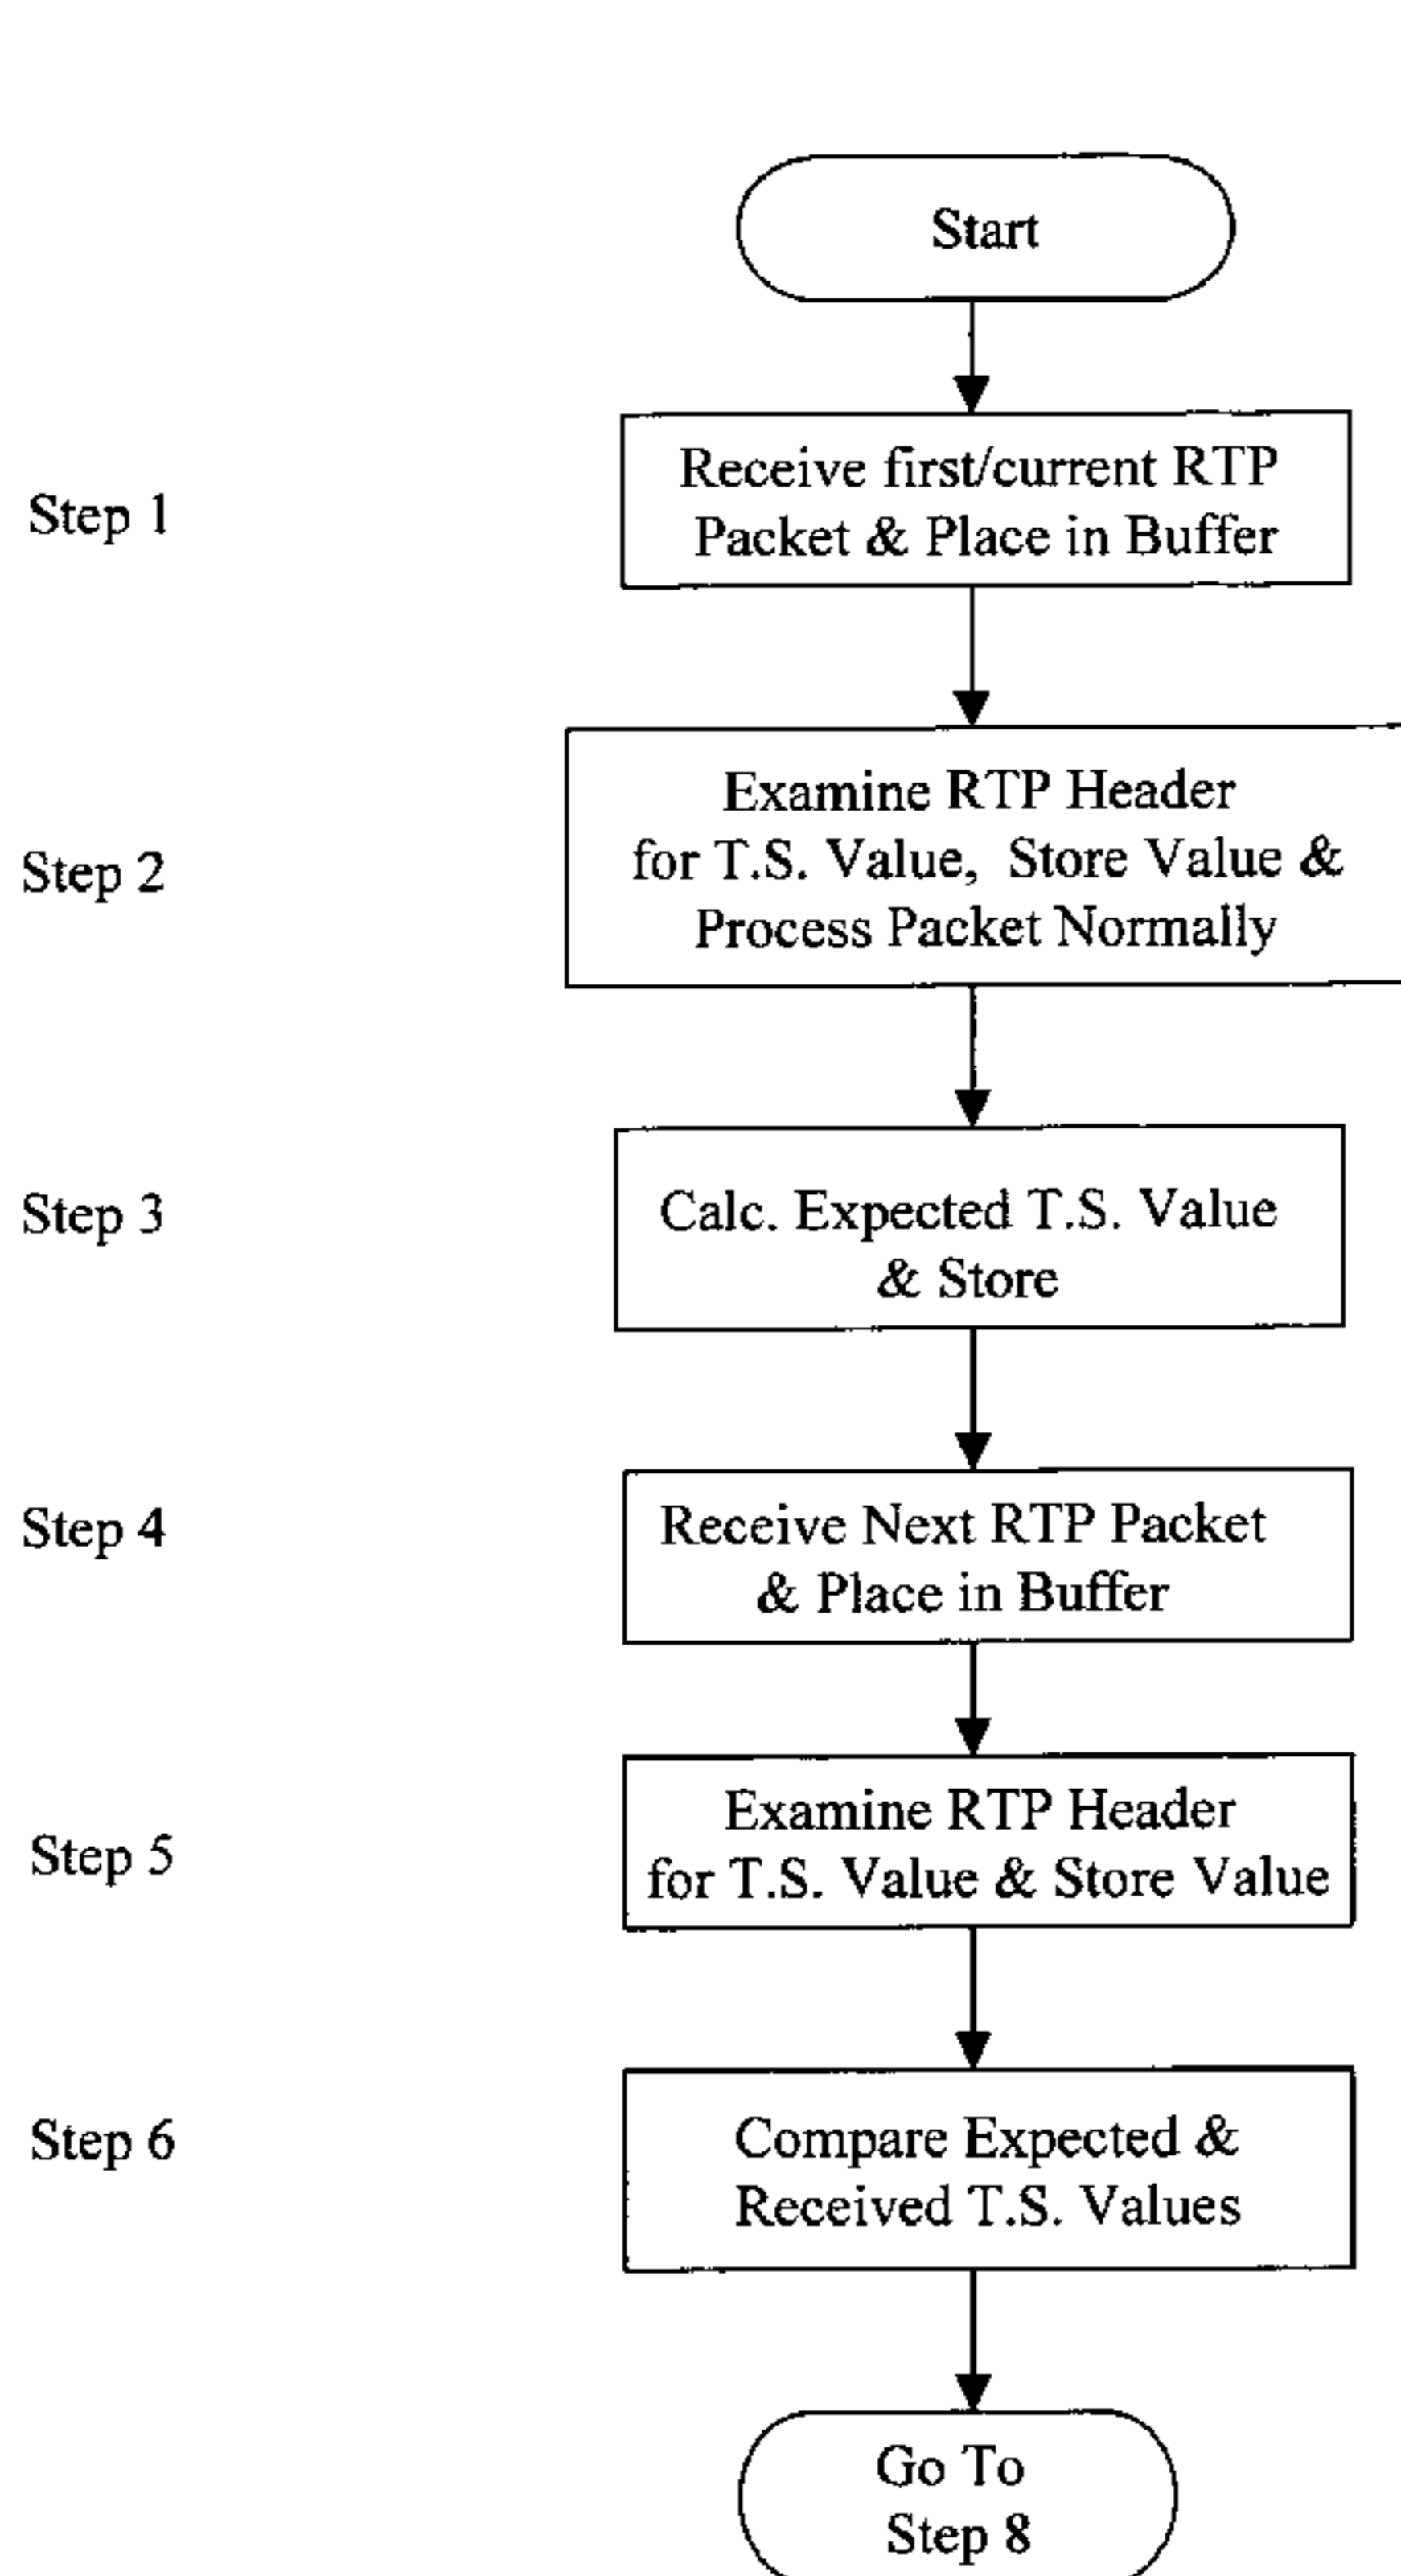 Start
Step 1
Receive first/current RTP
Packet & Place in Buffer
Step 2
Examine RTP Header
for T.S. Value, Store Value &
Process Packet Normally
Step 3
Calc. Expected T.S. Value
& Store
Step 4
Receive Next RTP Packet
& Place in Buffer
Step 5
Examine RTP Header
for T.S. Value & Store Value
Step 6
Compare Expected &
Received T.S. Values
Go To
Step 8